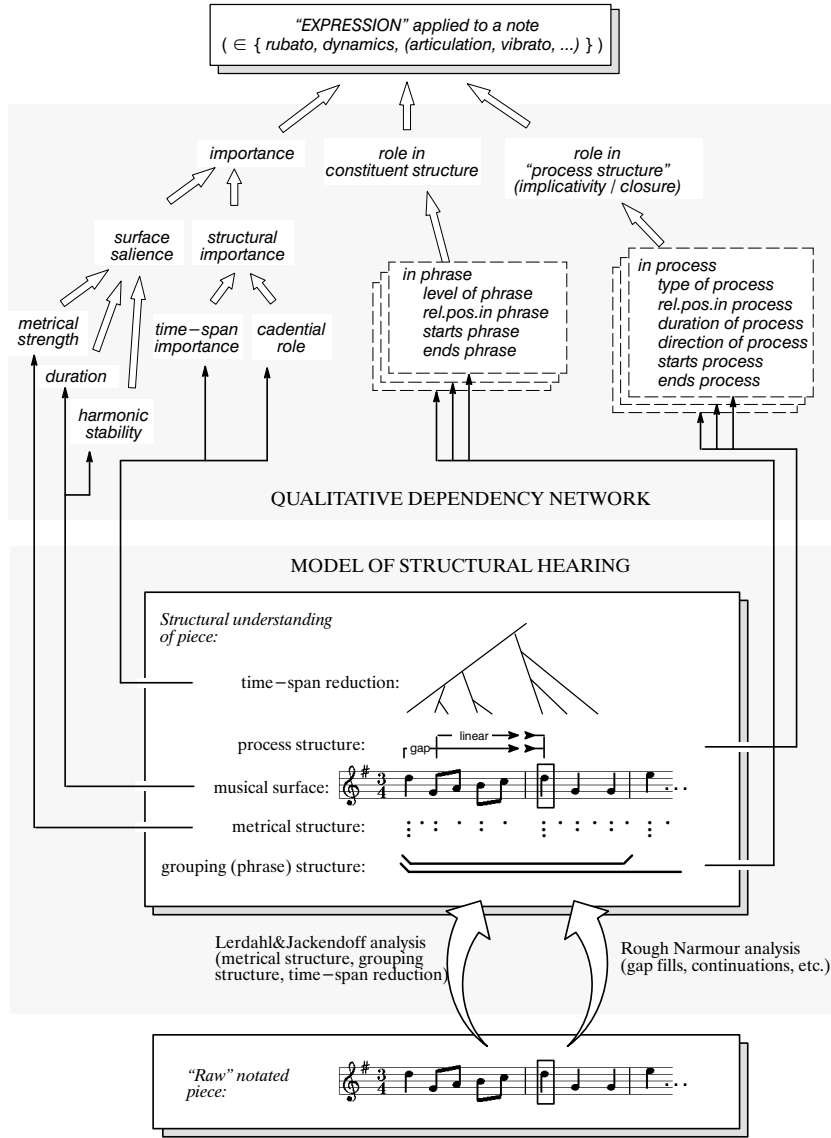 “EXPRESSION” applied to a note
( ∈ { rubato, dynamics, (articulation, vibrato, ...) } )
importance
role in
constituent structure
role in
“process structure”
(implicativity / closure)
surface
salience
structural
importance
in phrase
level of phrase
rel.pos.in phrase
starts phrase
ends phrase
in process
type of process
rel.pos.in process
duration of process
direction of process
starts process
ends process
metrical
strength
time−span
importance
cadential
role
duration
harmonic
stability
QUALITATIVE DEPENDENCY NETWORK
MODEL OF STRUCTURAL HEARING
Structural understanding
of piece:
time−span reduction:
process structure:
gap
linear
musical surface:
3
4
...
metrical structure:
grouping (phrase) structure:
Lerdahl&Jackendoff analysis
(metrical structure, grouping
structure, time−span reduction)
Rough Narmour analysis
(gap fills, continuations, etc.)
“Raw” notated
piece:
3
4
...